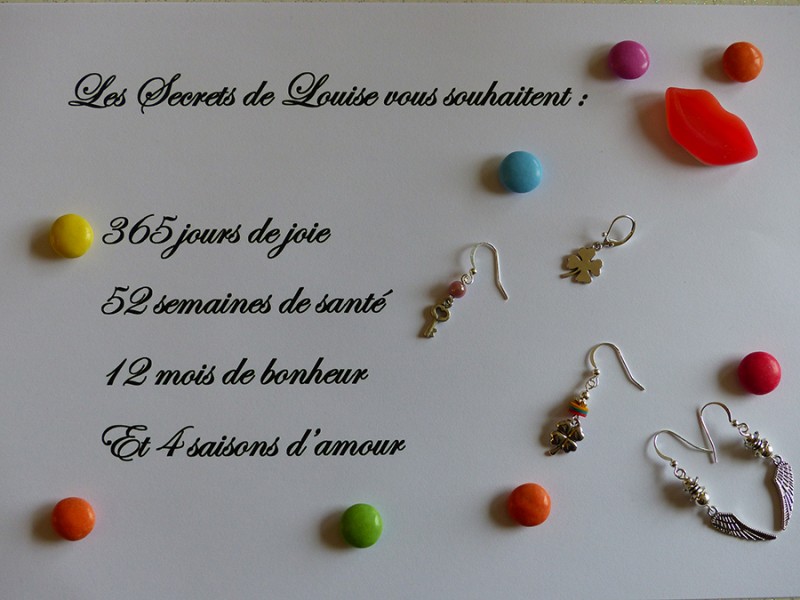 Les Secrets de Louise vous souhaitent :
365 jours de joie
52 semaines de santé
12 mois de bonheur
Et 4 saisons d'amour